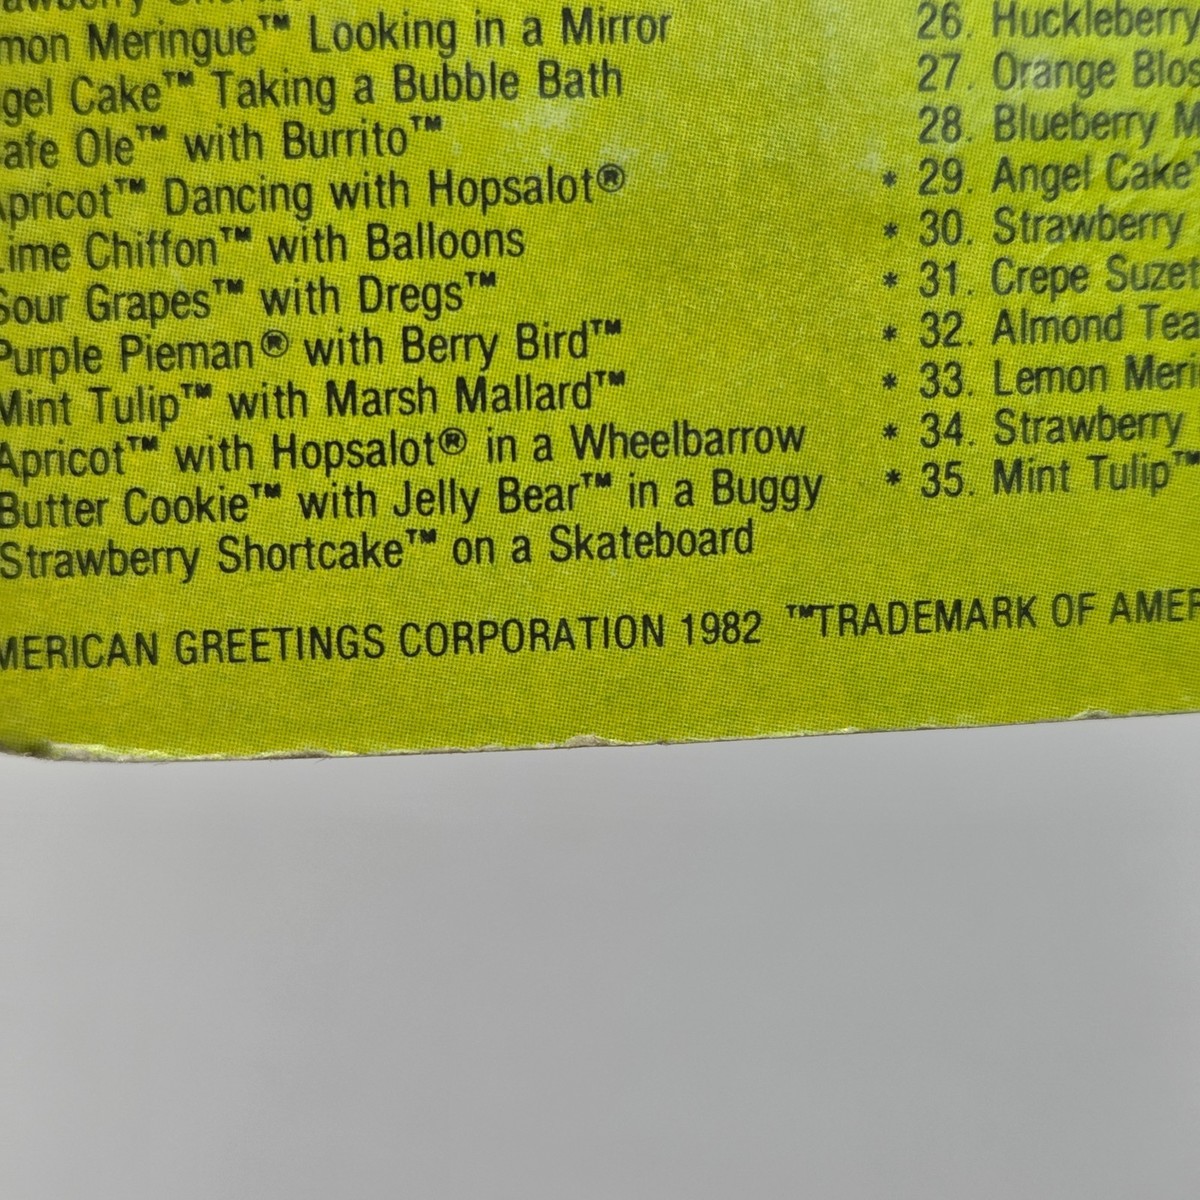 mon Meringue™ Looking in a Mirror
gel Cake™ Taking a Bubble Bath
afe Ole™ with Burrito™
Apricot™ Dancing with Hopsalot®
Lime Chiffon™ with Balloons
Sour Grapes™ with Dregs™
Purple Pieman® with Berry Bird™
Mint Tulip™ with Marsh Mallard™
Apricot™ with Hopsalot® in a Wheelbarrow
Butter Cookie™ with Jelly Bear™ in a Buggy
Strawberry Shortcake™ on a Skateboard
26. Huckleberry
27. Orange Blos
28. Blueberry M
* 29. Angel Cake
* 30. Strawberry
* 31. Crepe Suzet
* 32. Almond Tea
* 33. Lemon Meri
* 34. Strawberry
* 35. Mint Tulip™
MERICAN GREETINGS CORPORATION 1982 ™TRADEMARK OF AMER